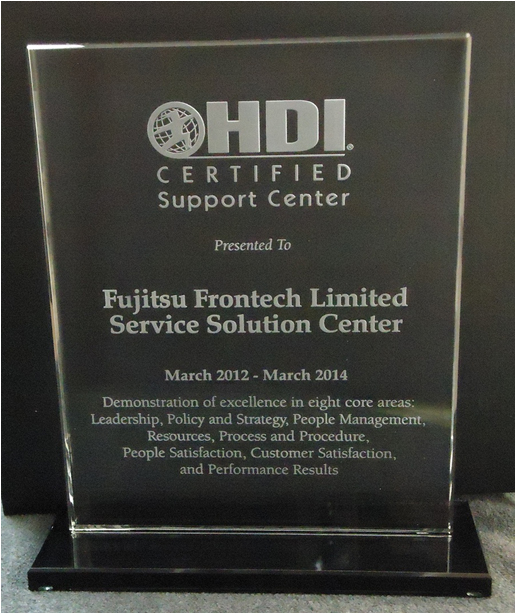 HDI®
CERTIFIED
Support Center
Presented To
Fujitsu Frontech Limited
Service Solution Center
March 2012 - March 2014
Demonstration of excellence in eight core areas:
Leadership, Policy and Strategy, People Management,
Resources, Process and Procedure,
People Satisfaction, Customer Satisfaction,
and Performance Results